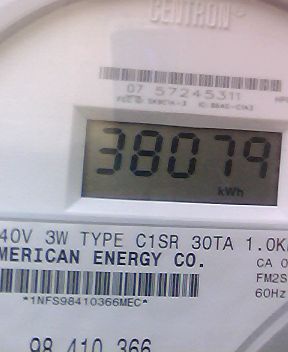 CENTRON
07 57245311
38079
kWh
40V 3W TYPE C1SR 30TA 1.0K
MERICAN ENERGY CO.
CA 0
FM2S
60Hz
*1NFS98410366MEC*
98 410 366